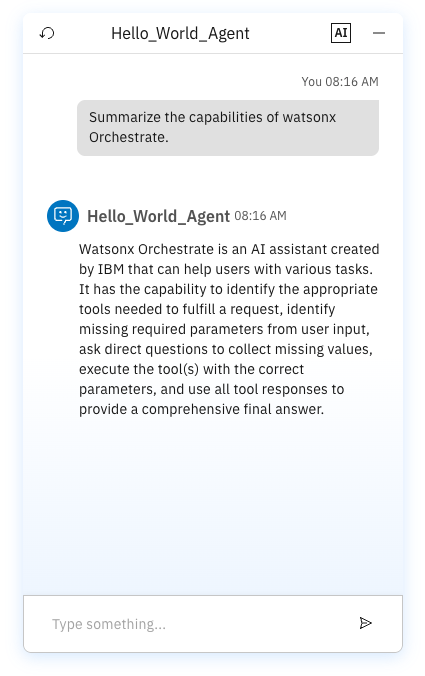 Hello_World_Agent AI
You 08:16 AM
Summarize the capabilities of watsonx
Orchestrate.
Hello_World_Agent 08:16 AM
Watsonx Orchestrate is an AI assistant created
by IBM that can help users with various tasks.
It has the capability to identify the appropriate
tools needed to fulfill a request, identify
missing required parameters from user input,
ask direct questions to collect missing values,
execute the tool(s) with the correct
parameters, and use all tool responses to
provide a comprehensive final answer.
Type something...